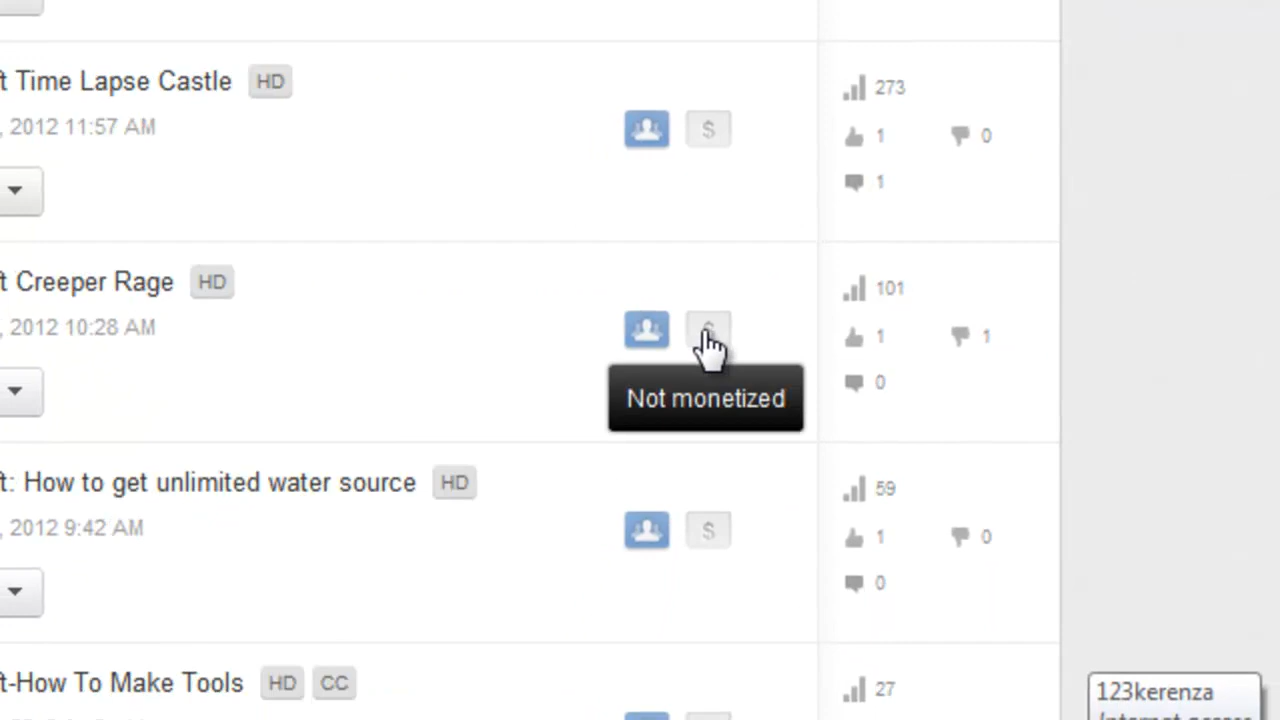 t Time Lapse Castle HD
273
, 2012 11:57 AM
$
1 0
1
t Creeper Rage HD
101
, 2012 10:28 AM
$
1 1
Not monetized
0
t: How to get unlimited water source HD
59
, 2012 9:42 AM
$
1 0
0
t-How To Make Tools HD CC
27
123kerenza